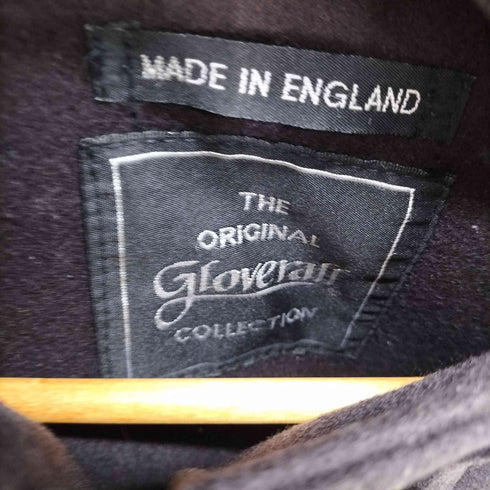 MADE IN ENGLAND
THE
ORIGINAL
Gloverall
COLLECTION